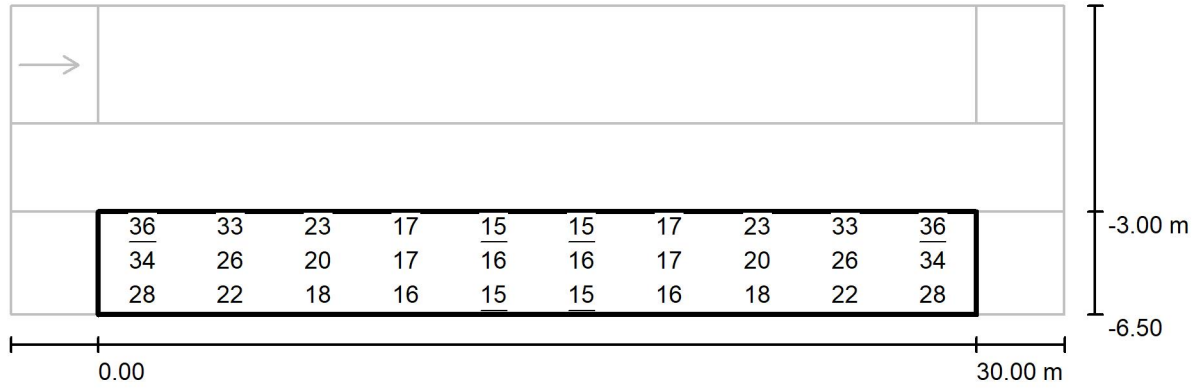 36 33 23 17 15 15 17 23 33 36
-3.00 m
34 26 20 17 16 16 17 20 26 34
28 22 18 16 15 15 16 18 22 28
-6.50
0.00 30.00 m